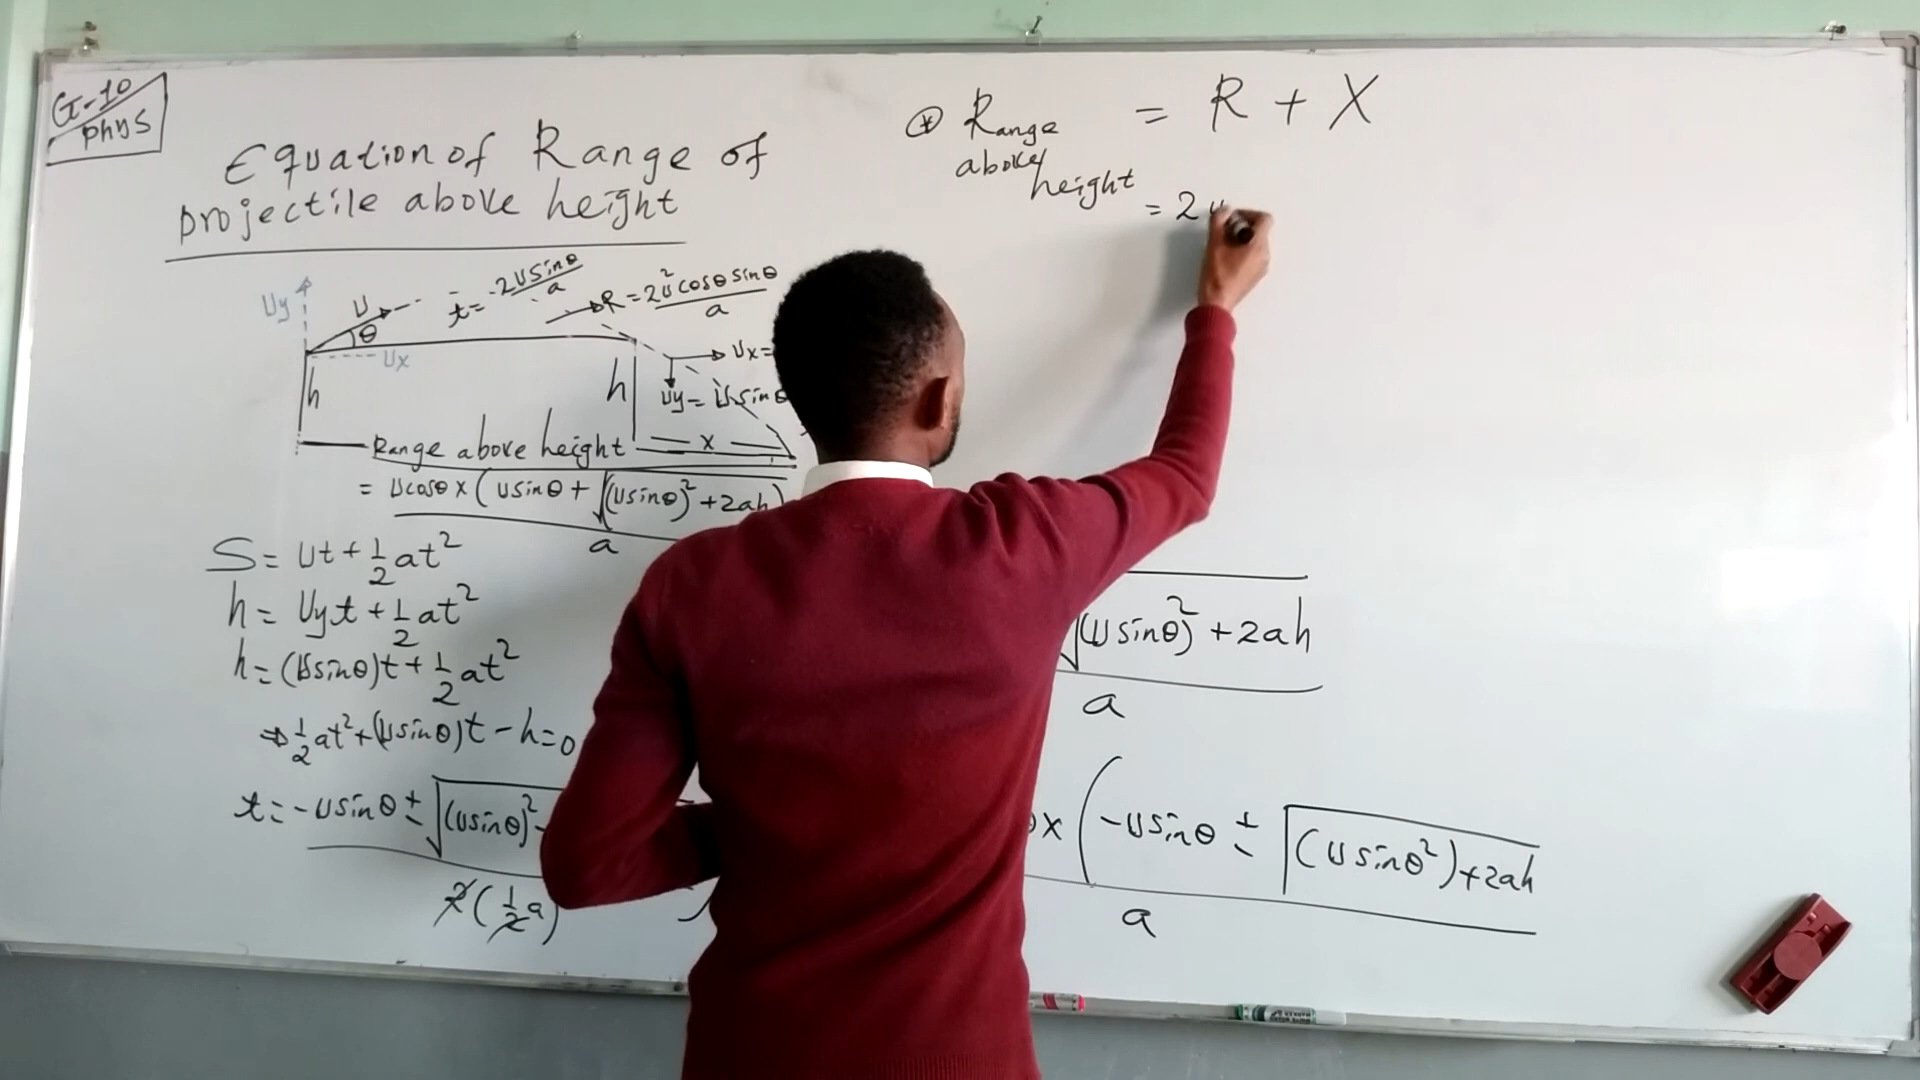 G-10
phys
Equation of Range of
projectile above height
Uy
U
θ
Ux
t = -2Usinθ/a
R = 2u²cosθsinθ/a
h
h
Ux=
Uy= Usinθ
Range above height
x
= Ucosθ x (Usinθ + √(Usinθ)² + 2ah)
a
S = Ut + 1/2 at²
h = Uyt + 1/2 at²
h = (Usinθ)t + 1/2 at²
⇒ 1/2 at² + (Usinθ)t - h = 0
t = -Usinθ ± √(Usinθ)² -
2(1/2 a)
⊛ Range above height = R + X
= 2u
√(Usinθ)² + 2ah
a
x (-Usinθ ± √(Usinθ²) + 2ah
a